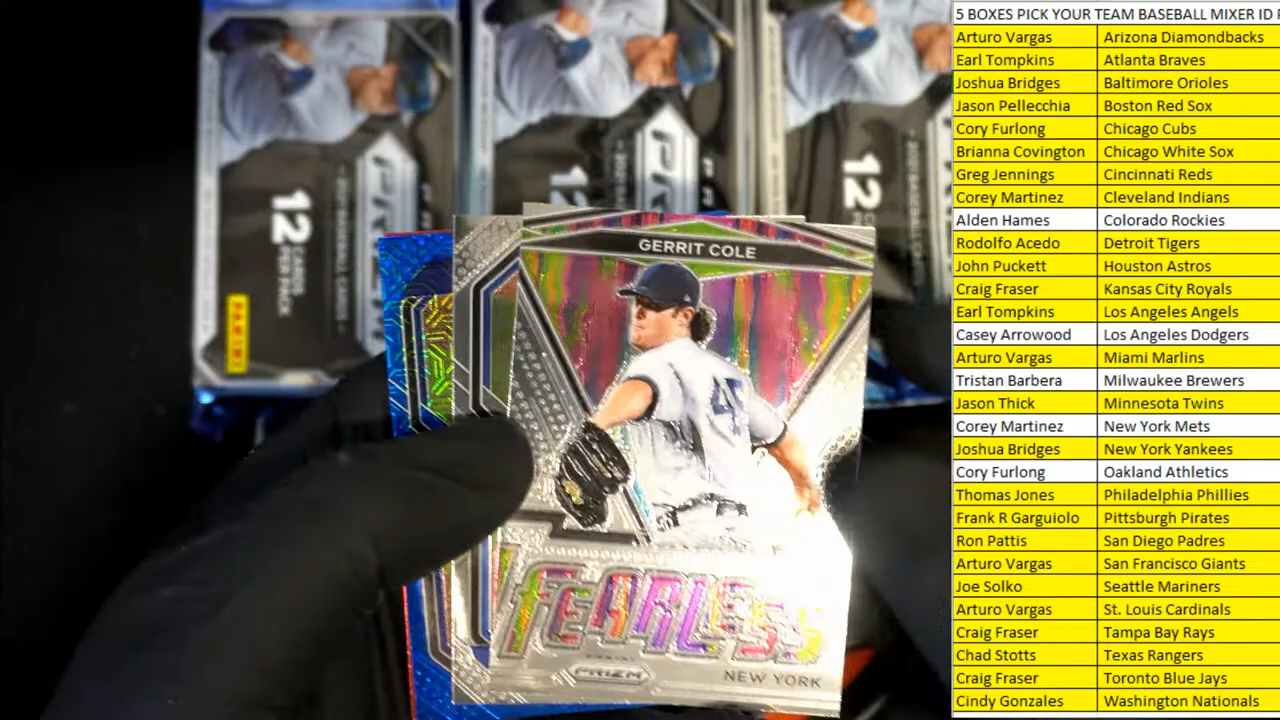 5 BOXES PICK YOUR TEAM BASEBALL MIXER ID
Arturo Vargas Arizona Diamondbacks
Earl Tompkins Atlanta Braves
Joshua Bridges Baltimore Orioles
Jason Pellecchia Boston Red Sox
Cory Furlong Chicago Cubs
Brianna Covington Chicago White Sox
Greg Jennings Cincinnati Reds
Corey Martinez Cleveland Indians
Alden Hames Colorado Rockies
Rodolfo Acedo Detroit Tigers
John Puckett Houston Astros
Craig Fraser Kansas City Royals
Earl Tompkins Los Angeles Angels
Casey Arrowood Los Angeles Dodgers
Arturo Vargas Miami Marlins
Tristan Barbera Milwaukee Brewers
Jason Thick Minnesota Twins
Corey Martinez New York Mets
Joshua Bridges New York Yankees
Cory Furlong Oakland Athletics
Thomas Jones Philadelphia Phillies
Frank R Garguiolo Pittsburgh Pirates
Ron Pattis San Diego Padres
Arturo Vargas San Francisco Giants
Joe Solko Seattle Mariners
Arturo Vargas St. Louis Cardinals
Craig Fraser Tampa Bay Rays
Chad Stotts Texas Rangers
Craig Fraser Toronto Blue Jays
Cindy Gonzales Washington Nationals
GERRIT COLE
FEARLESS
PANINI
PRIZM
NEW YORK
12
CARDS
PER PACK
PANINI
12
12